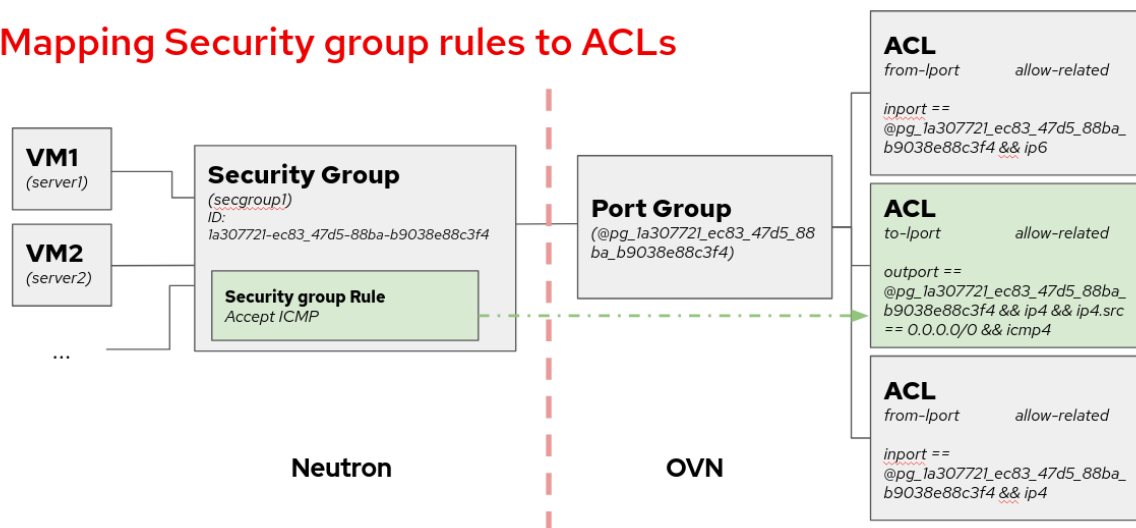 Mapping Security group rules to ACLs
VM1
(server1)
VM2
(server2)
...
Security Group
(secgroup1)
ID:
1a307721-ec83_47d5-88ba-b9038e88c3f4
Security group Rule
Accept ICMP
Neutron
Port Group
(@pg_1a307721_ec83_47d5_88
ba_b9038e88c3f4)
OVN
ACL
from-lport allow-related
inport ==
@pg_1a307721_ec83_47d5_88ba_
b9038e88c3f4 && ip6
ACL
to-lport allow-related
outport ==
@pg_1a307721_ec83_47d5_88ba_
b9038e88c3f4 && ip4 && ip4.src
== 0.0.0.0/0 && icmp4
ACL
from-lport allow-related
inport ==
@pg_1a307721_ec83_47d5_88ba_
b9038e88c3f4 && ip4